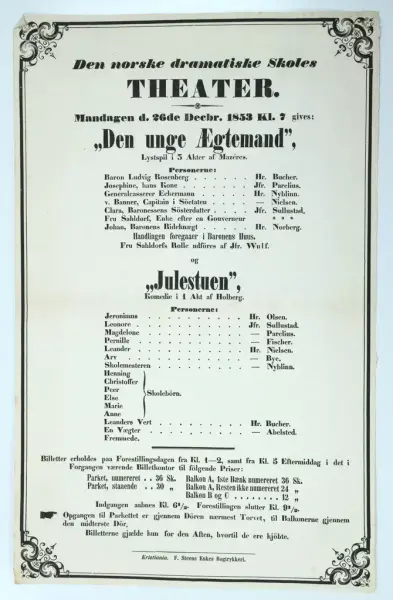 Den norske dramatiske Skoles
THEATER.
Mandagen d. 26de Decbr. 1853 Kl. 7 gives:
„Den unge Ægtemand”,
Lystspil i 3 Akter af Mazéres.
Personerne:
Baron Ludvig Rosenberg . . . . . . Hr. Bucher.
Josephine, hans Kone . . . . . . . Jfr. Parelius.
Generalcasserer Eckermann . . . . . Hr. Nyblinn.
v. Banner, Capitain i Söetaten . . . . — Nielsen.
Clara, Baronessens Sösterdatter . . . . Jfr. Sullustad.
Fru Sahldorf, Enke efter en Gouverneur * * *
Johan, Baronens Rideknægt . . . . . Hr. Norberg.
Handlingen foregaaer i Baronens Huus.
Fru Sahldorfs Rolle udföres af Jfr. Wulf.
og
„Julestuen”,
Komedie i 1 Akt af Holberg.
Personerne:
Jeronimus . . . . . . . . . . Hr. Olsen.
Leonore . . . . . . . . . . . Jfr. Sullustad.
Magdelone . . . . . . . . . . — Parelius.
Pernille . . . . . . . . . . . — Fischer.
Leander . . . . . . . . . . . Hr. Nielsen.
Arv . . . . . . . . . . . . — Bye.
Skolemesteren . . . . . . . . . — Nyblinn.
Henning
Christoffer
Peer
Else
Skolebörn.
Marie
Anne
Leanders Vert . . . . . . . . . Hr. Bucher.
En Vægter . . . . . . . . . . — Abelsted.
Fremmede.
Billetter erholdes paa Forestillingsdagen fra Kl. 1—2, samt fra Kl. 5 Eftermiddag i det i
Forgangen værende Billetkontor til fölgende Priser:
Parket, numereret . . 36 Sk. Balkon A, 1ste Bænk numereret 36 Sk.
Parket, staaende . . 30 „ Balkon A, Resten ikke numereret 24 „
Balkon B og C . . . . . . . 12 „
Indgangen aabnes Kl. 6½. Forestillingen slutter Kl. 9½.
Opgangen til Parkettet er gjennem Dören nærmest Torvet, til Balkonerne gjennem
den midterste Dör.
Billetterne gjælde kun for den Aften, hvortil de ere kjöbte.
Kristiania. F. Steens Enkes Bogtrykkeri.